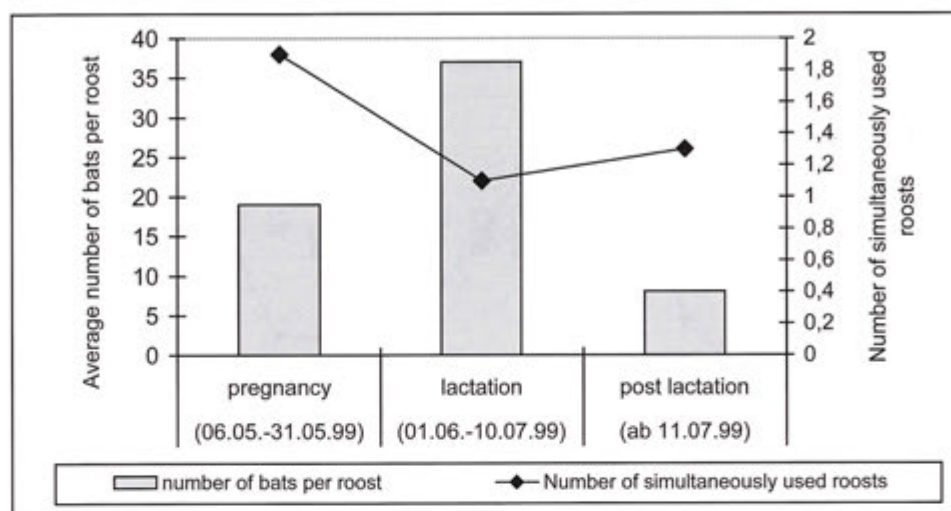 Average number of bats per roost
40
35
30
25
20
15
10
5
0
2
1,8
1,6
1,4
1,2
1
0,8
0,6
0,4
0,2
0
Number of simultaneously used
roosts
pregnancy
(06.05.-31.05.99)
lactation
(01.06.-10.07.99)
post lactation
(ab 11.07.99)
number of bats per roost
Number of simultaneously used roosts